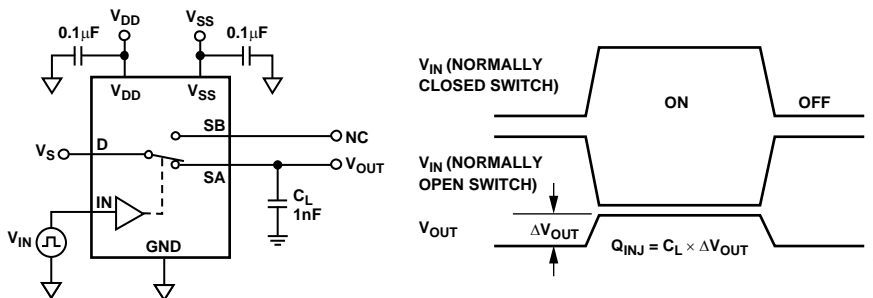 VDD
VSS
0.1µF
0.1µF
VDD
VSS
SB
NC
VS
D
SA
VOUT
IN
CL
1nF
VIN
GND
VIN (NORMALLY
CLOSED SWITCH)
ON
OFF
VIN (NORMALLY
OPEN SWITCH)
VOUT
ΔVOUT
QINJ = CL × ΔVOUT